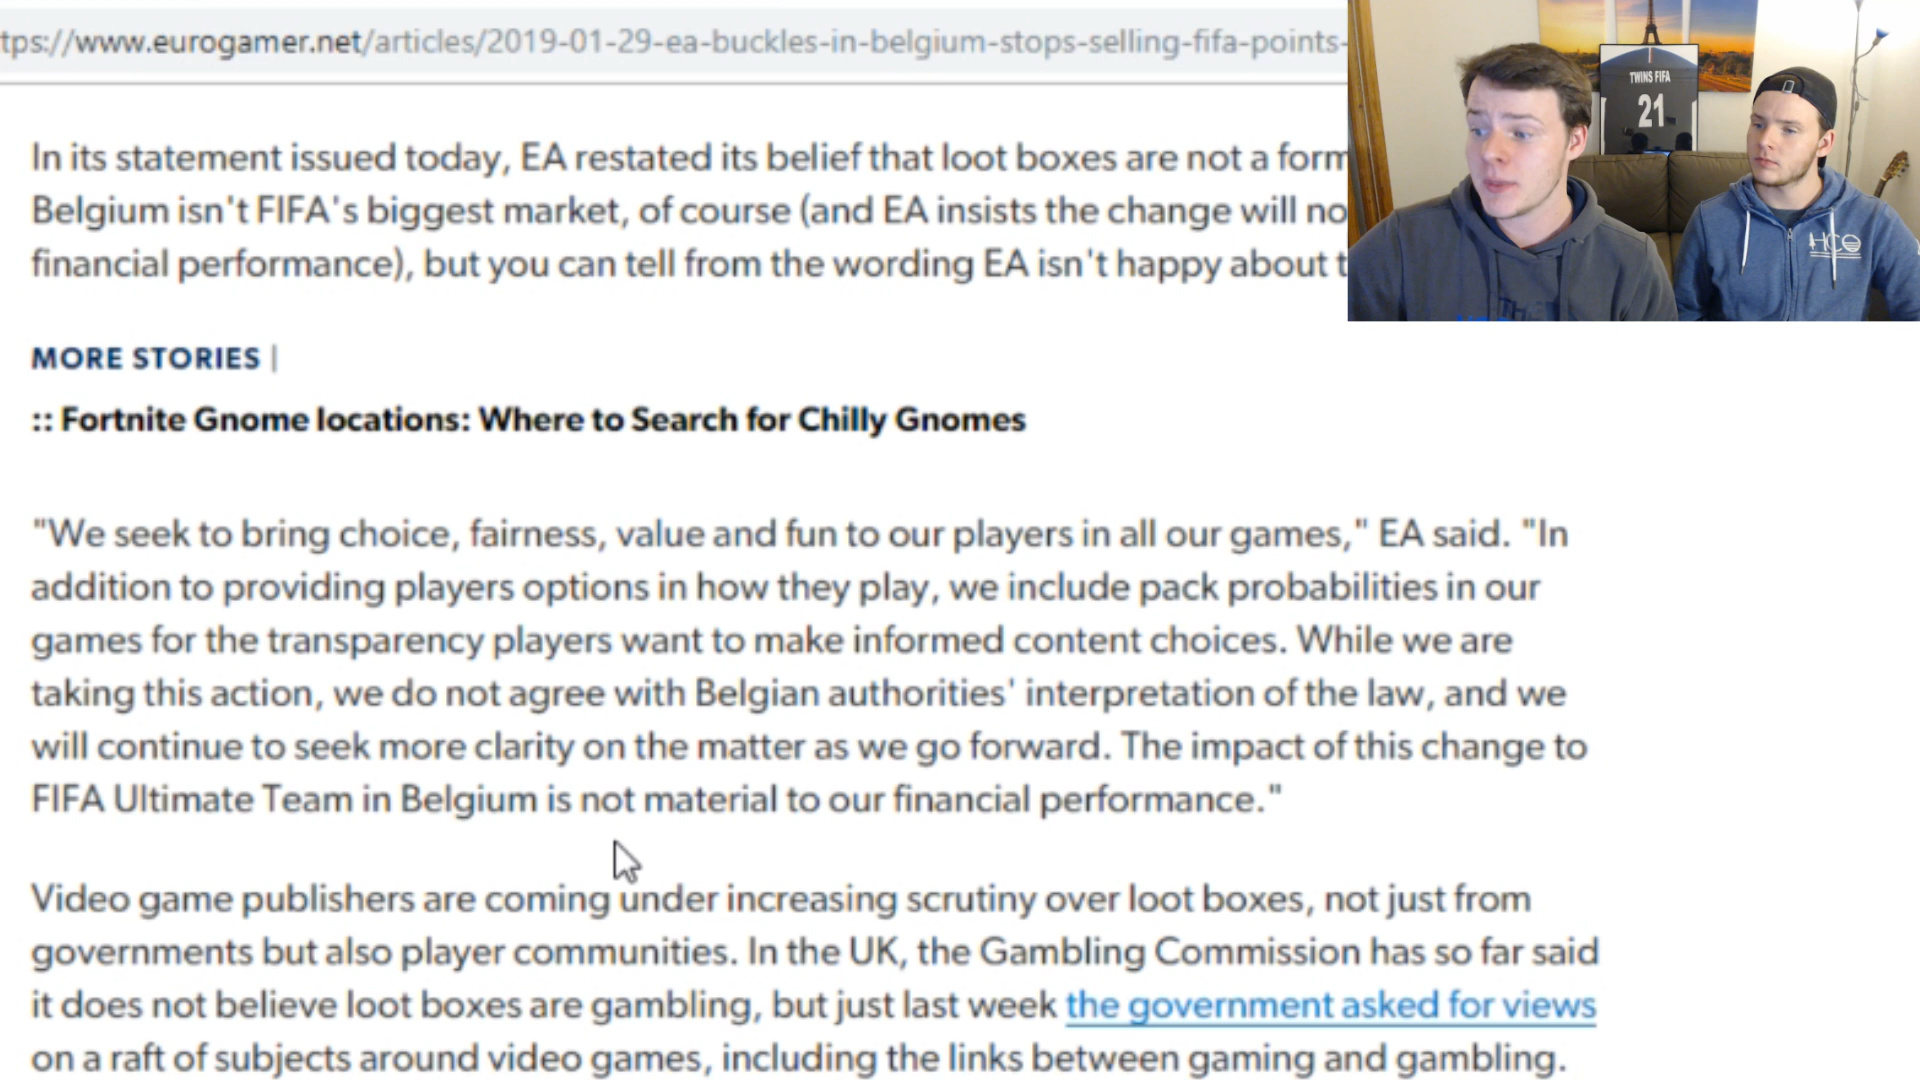 tps://www.eurogamer.net/articles/2019-01-29-ea-buckles-in-belgium-stops-selling-fifa-points-
TWINS FIFA
21
HCO
In its statement issued today, EA restated its belief that loot boxes are not a form
Belgium isn't FIFA's biggest market, of course (and EA insists the change will no
financial performance), but you can tell from the wording EA isn't happy about t
MORE STORIES |
:: Fortnite Gnome locations: Where to Search for Chilly Gnomes
"We seek to bring choice, fairness, value and fun to our players in all our games," EA said. "In
addition to providing players options in how they play, we include pack probabilities in our
games for the transparency players want to make informed content choices. While we are
taking this action, we do not agree with Belgian authorities' interpretation of the law, and we
will continue to seek more clarity on the matter as we go forward. The impact of this change to
FIFA Ultimate Team in Belgium is not material to our financial performance."
Video game publishers are coming under increasing scrutiny over loot boxes, not just from
governments but also player communities. In the UK, the Gambling Commission has so far said
it does not believe loot boxes are gambling, but just last week the government asked for views
on a raft of subjects around video games, including the links between gaming and gambling.